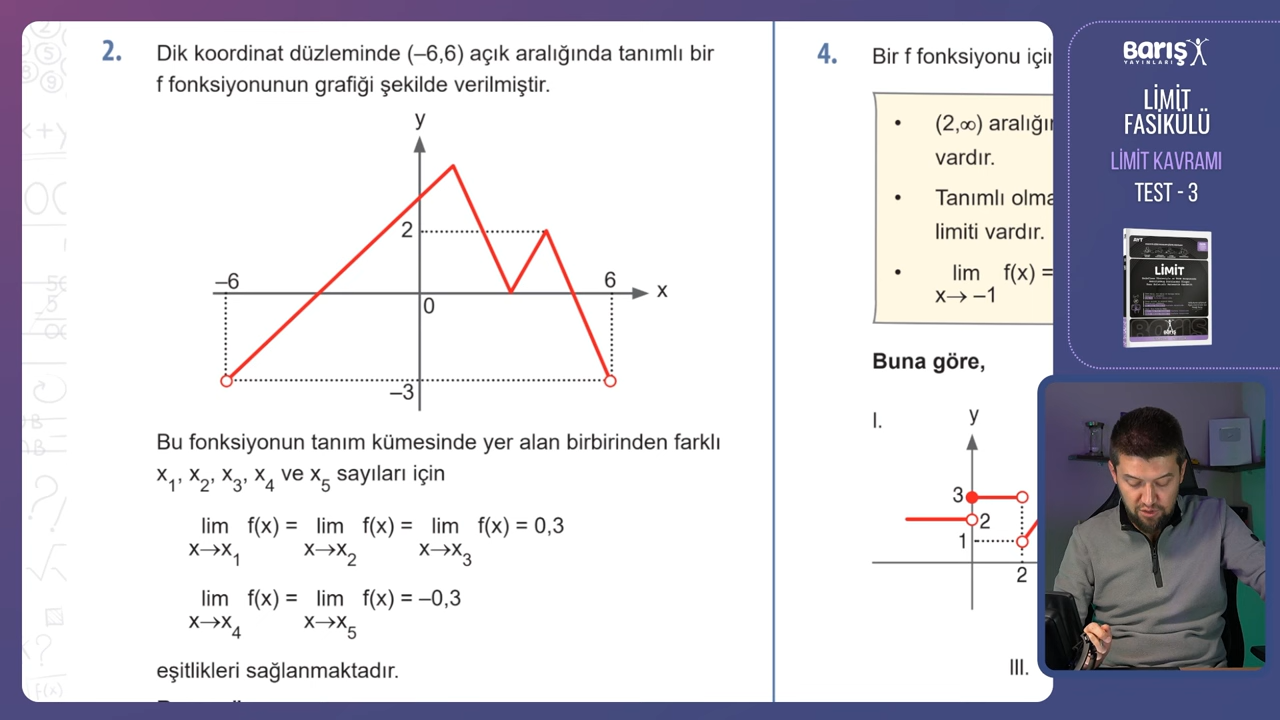 2. Dik koordinat düzleminde (–6,6) açık aralığında tanımlı bir
f fonksiyonunun grafiği şekilde verilmiştir.
y
2
–6
6
x
0
–3
Bu fonksiyonun tanım kümesinde yer alan birbirinden farklı
x₁, x₂, x₃, x₄ ve x₅ sayıları için
lim f(x) = lim f(x) = lim f(x) = 0,3
x→x₁ x→x₂ x→x₃
lim f(x) = lim f(x) = –0,3
x→x₄ x→x₅
eşitlikleri sağlanmaktadır.
4. Bir f fonksiyonu için
• (2,∞)
vardır.
• Tanımlı
limiti vardır.
• lim f(x) =
x→ –1
Buna göre,
I.
y
3
2
1
2
III.
BARIŞ
YAYINLARI
LİMİT
FASİKÜLÜ
LİMİT KAVRAMI
TEST - 3
AYT
LİMİT
BARIŞ